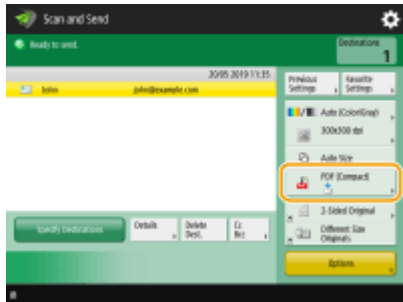 Scan and Send
Ready to send.
Destinations
1
20/05 2019 11:35
John john@example.com
Previous Settings
Favorite Settings
Auto (Color/Gray)
300x300 dpi
Auto Size
PDF (Compact)
2-Sided Original
Different Size Originals
Specify Destinations
Details
Delete Dest.
Cc Bcc
Options